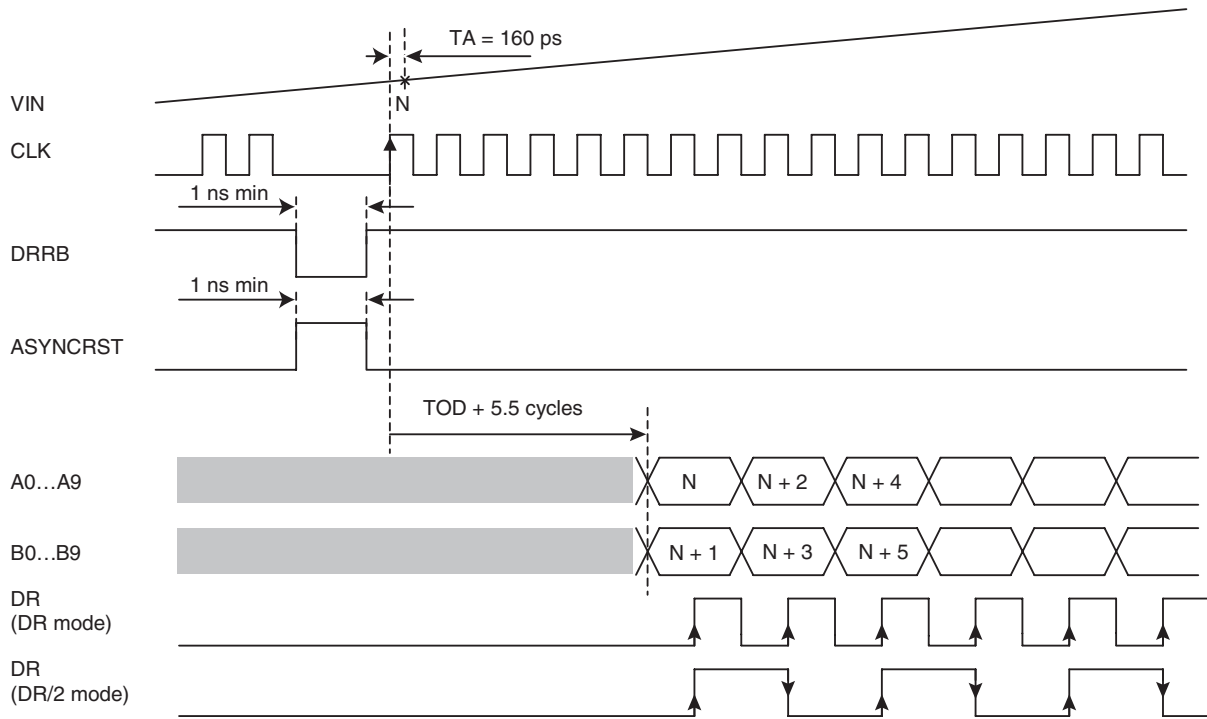 TA = 160 ps
VIN
N
CLK
1 ns min
DRRB
1 ns min
ASYNCRST
TOD + 5.5 cycles
A0…A9 N N + 2 N + 4
B0…B9 N + 1 N + 3 N + 5
DR
(DR mode)
DR
(DR/2 mode)